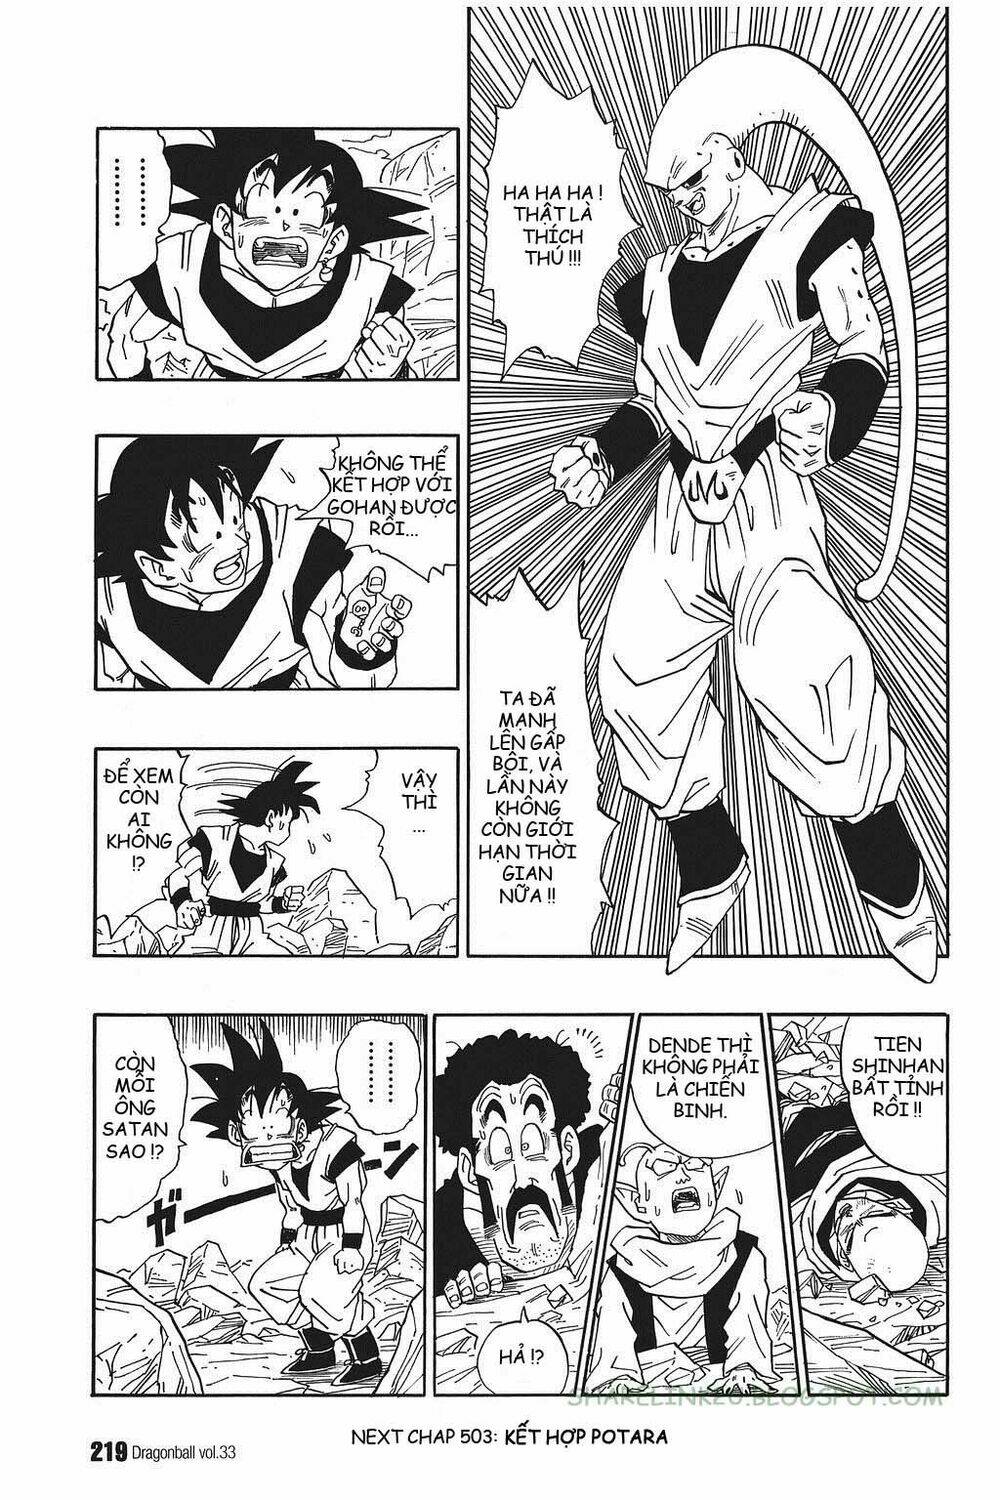 HA HA HA !
THẬT LÀ
THÍCH
THÚ !!!
TA ĐÃ
MẠNH
LÊN GẤP
BỘI, VÀ
LẦN NÀY
KHÔNG
CÒN GIỚI
HẠN THỜI
GIAN
NỮA !!
KHÔNG THỂ
KẾT HỢP VỚI
GOHAN ĐƯỢC
RỒI...
VẬY
THÌ
...
ĐỂ XEM
CÒN
AI
KHÔNG
!?
TIEN
SHINHAN
BẤT TỈNH
RỒI !!
DENDE THÌ
KHÔNG PHẢI
LÀ CHIẾN
BINH.
HẢ !?
CÒN
MỖI
ÔNG
SATAN
SAO !?
ガーーン
SHARELINK20.BLOGSPOT.COM
NEXT CHAP 503: KẾT HỢP POTARA
219 Dragonball vol.33